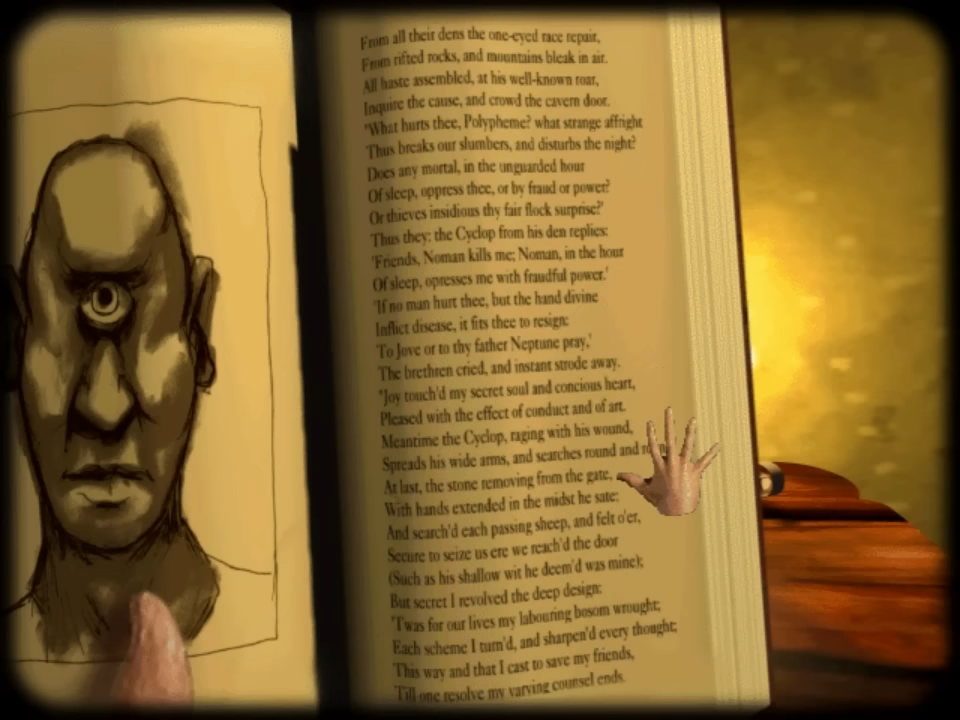 From all their dens the one-eyed race repair,
From rifted rocks, and mountains bleak in air.
All haste assembled, at his well-known roar,
Inquire the cause, and crowd the cavern door.
'What hurts thee, Polypheme? what strange affright
Thus breaks our slumbers, and disturbs the night?
Does any mortal, in the unguarded hour
Of sleep, oppress thee, or by fraud or power?
Or thieves insidious thy fair flock surprise?'
Thus they; the Cyclop from his den replies:
'Friends, Noman kills me; Noman, in the hour
Of sleep, opresses me with fraudful power.'
'If no man hurt thee, but the hand divine
Inflict disease, it fits thee to resign:
'To Jove or to thy father Neptune pray,'
The brethren cried, and instant strode away.
"Joy touch'd my secret soul and concious heart,
Pleased with the effect of conduct and of art.
Meantime the Cyclop, raging with his wound,
Spreads his wide arms, and searches round and
At last, the stone removing from the gate,
With hands extended in the midst he sate:
And search'd each passing sheep, and felt o'er,
Secure to seize us ere we reach'd the door
(Such as his shallow wit he deem'd was mine);
But secret I revolved the deep design:
'Twas for our lives my labouring bosom wrought;
Each scheme I turn'd, and sharpen'd every thought;
This way and that I cast to save my friends,
Till one resolve my varying counsel ends.